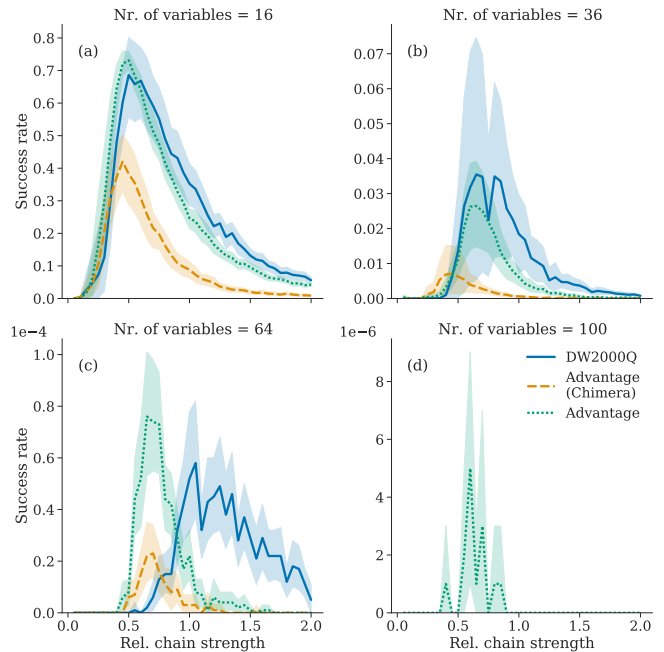 Nr. of variables = 16
Nr. of variables = 36
(a)
(b)
Success rate
0.8
0.7
0.6
0.5
0.4
0.3
0.2
0.1
0.0
0.07
0.06
0.05
0.04
0.03
0.02
0.01
0.00
1e−4
Nr. of variables = 64
1e−6
Nr. of variables = 100
(c)
(d)
DW2000Q
Advantage
(Chimera)
Advantage
Success rate
1.0
0.8
0.6
0.4
0.2
0.0
8
6
4
2
0
0.0 0.5 1.0 1.5 2.0
0.0 0.5 1.0 1.5 2.0
Rel. chain strength
Rel. chain strength